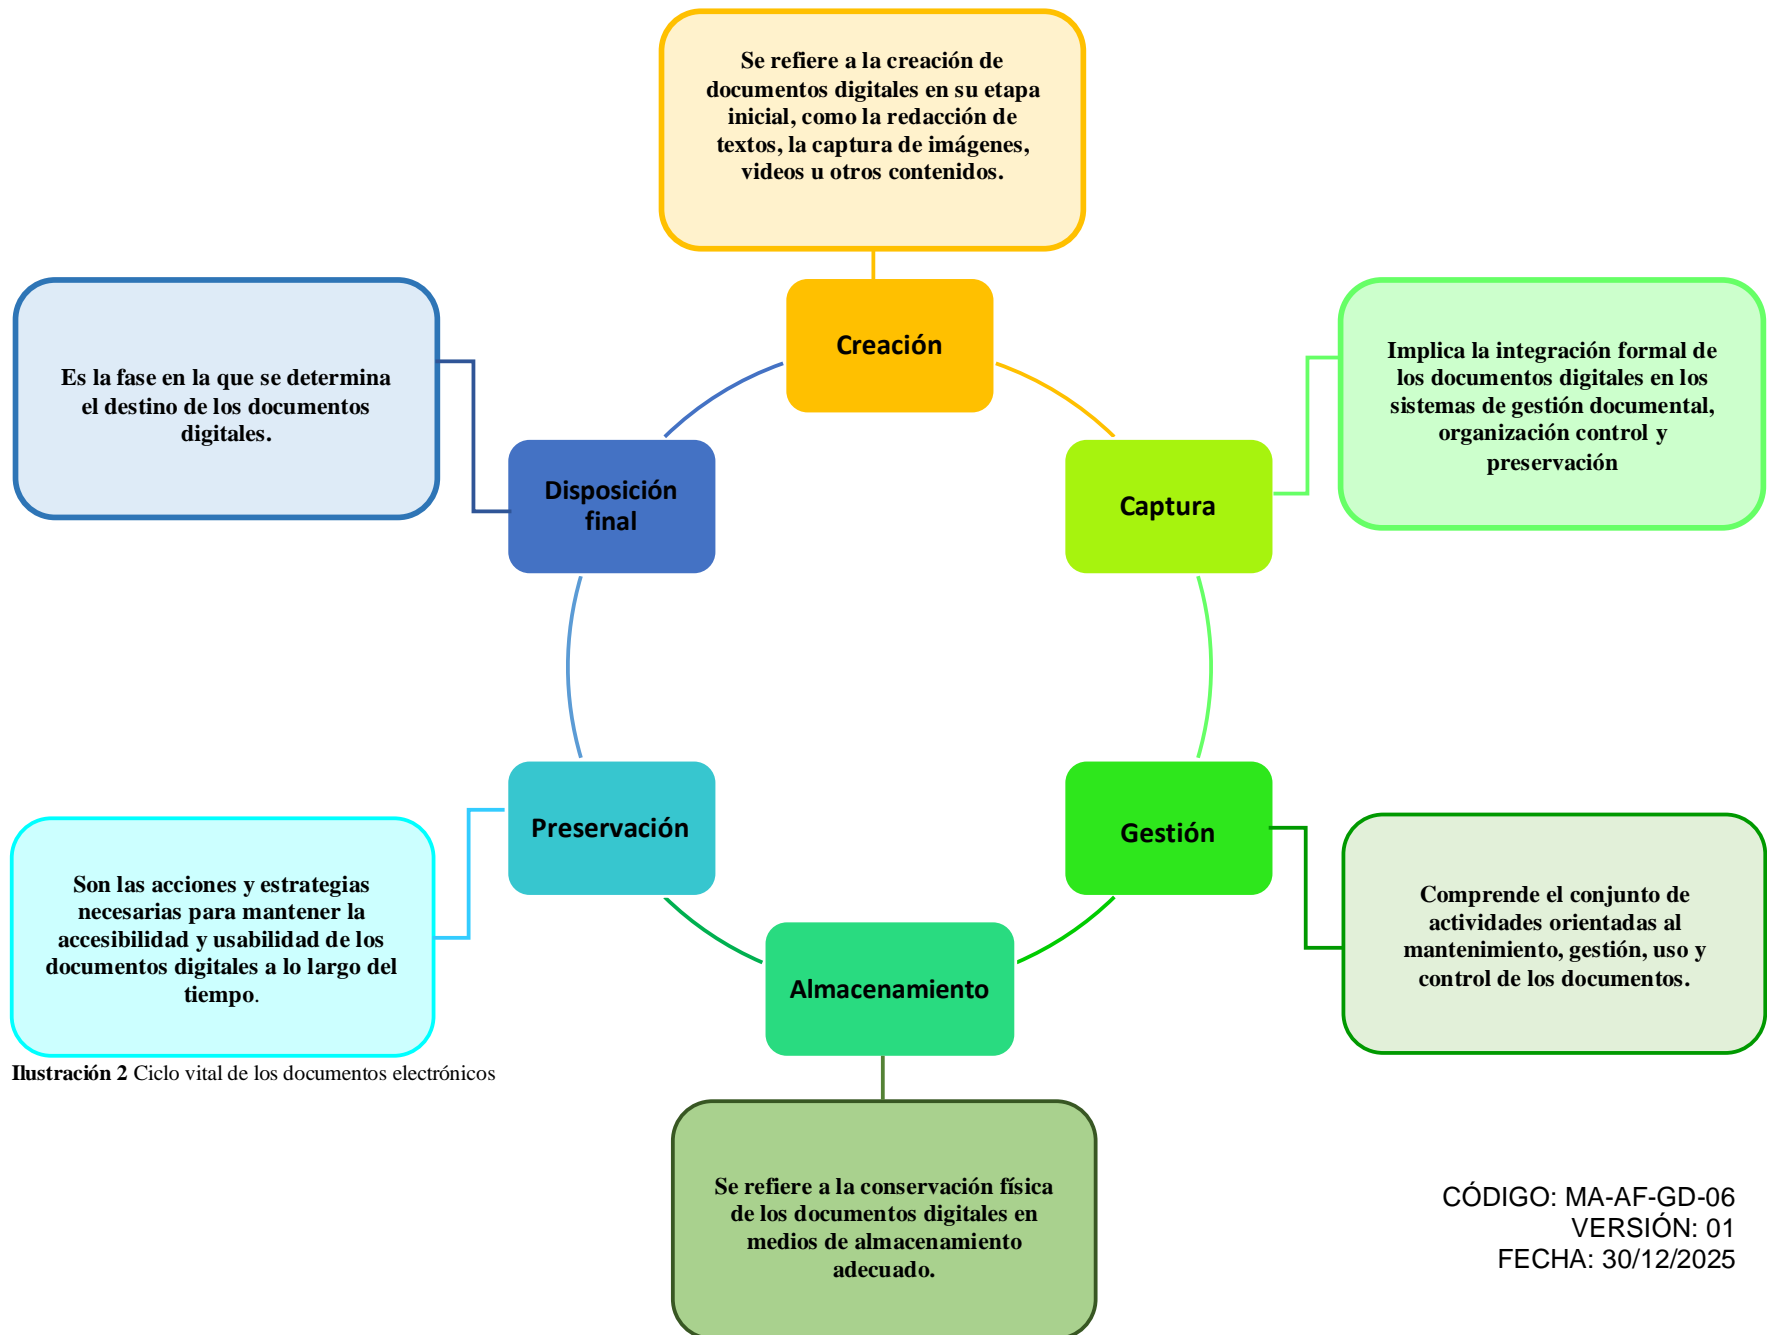 Se refiere a la creación de
documentos digitales en su etapa
inicial, como la redacción de
textos, la captura de imágenes,
videos u otros contenidos.
Creación
Implica la integración formal de
los documentos digitales en los
sistemas de gestión documental,
organización control y
preservación
Captura
Comprende el conjunto de
actividades orientadas al
mantenimiento, gestión, uso y
control de los documentos.
Gestión
Almacenamiento
Se refiere a la conservación física
de los documentos digitales en
medios de almacenamiento
adecuado.
Preservación
Son las acciones y estrategias
necesarias para mantener la
accesibilidad y usabilidad de los
documentos digitales a lo largo del
tiempo.
Disposición
final
Es la fase en la que se determina
el destino de los documentos
digitales.
Ilustración 2 Ciclo vital de los documentos electrónicos
CÓDIGO: MA-AF-GD-06
VERSIÓN: 01
FECHA: 30/12/2025